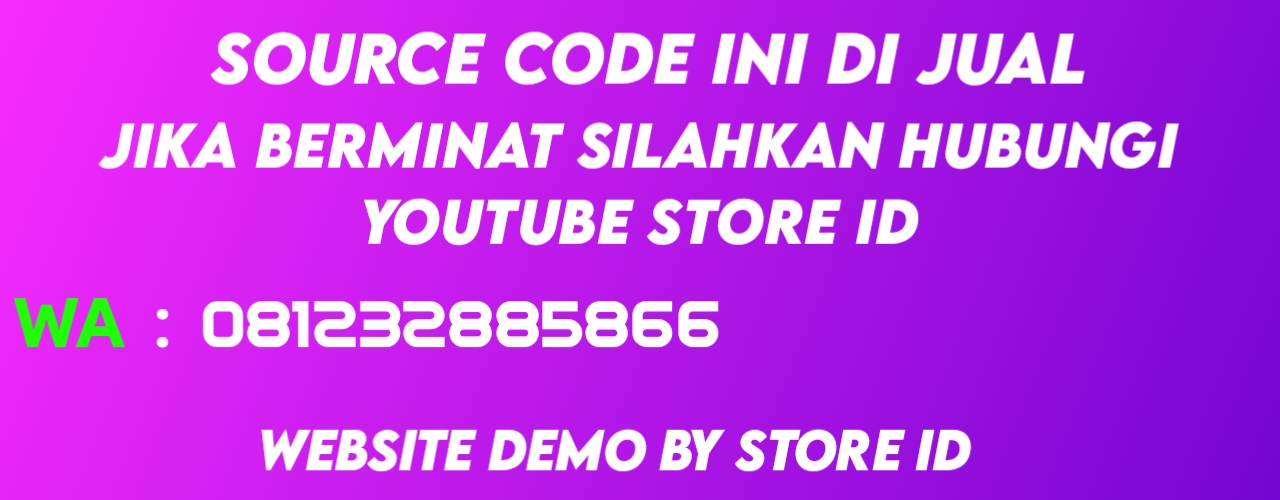 SOURCE CODE INI DI JUAL
JIKA BERMINAT SILAHKAN HUBUNGI
YOUTUBE STORE ID
WA : 081232885866
WEBSITE DEMO BY STORE ID